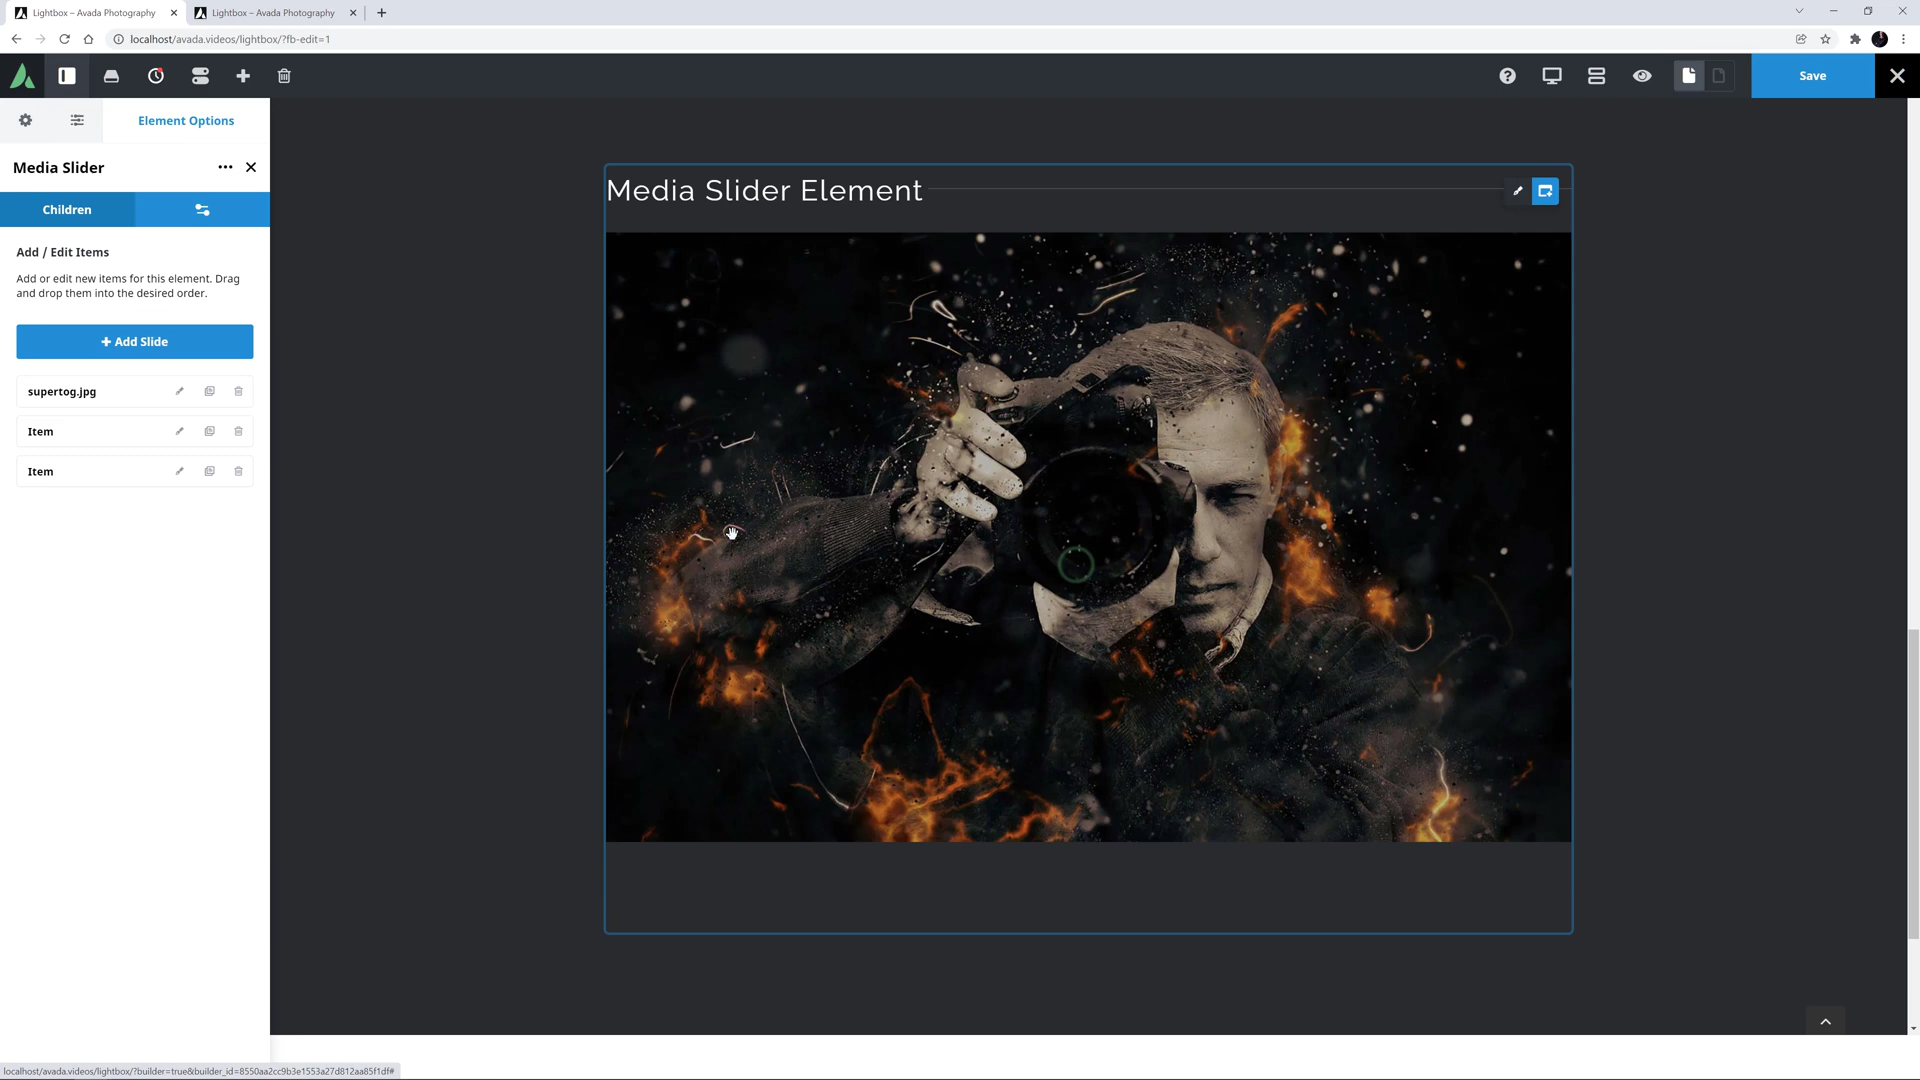 Lightbox – Avada Photography
Lightbox – Avada Photography
localhost/avada.videos/lightbox/?fb-edit=1
Save
Element Options
Media Slider
Children
Add / Edit Items
Add or edit new items for this element. Drag
and drop them into the desired order.
+ Add Slide
supertog.jpg
Item
Item
Media Slider Element
localhost/avada.videos/lightbox/?builder=true&builder_id=8550aa2cc9b3e1553a27d812aa85f1df#